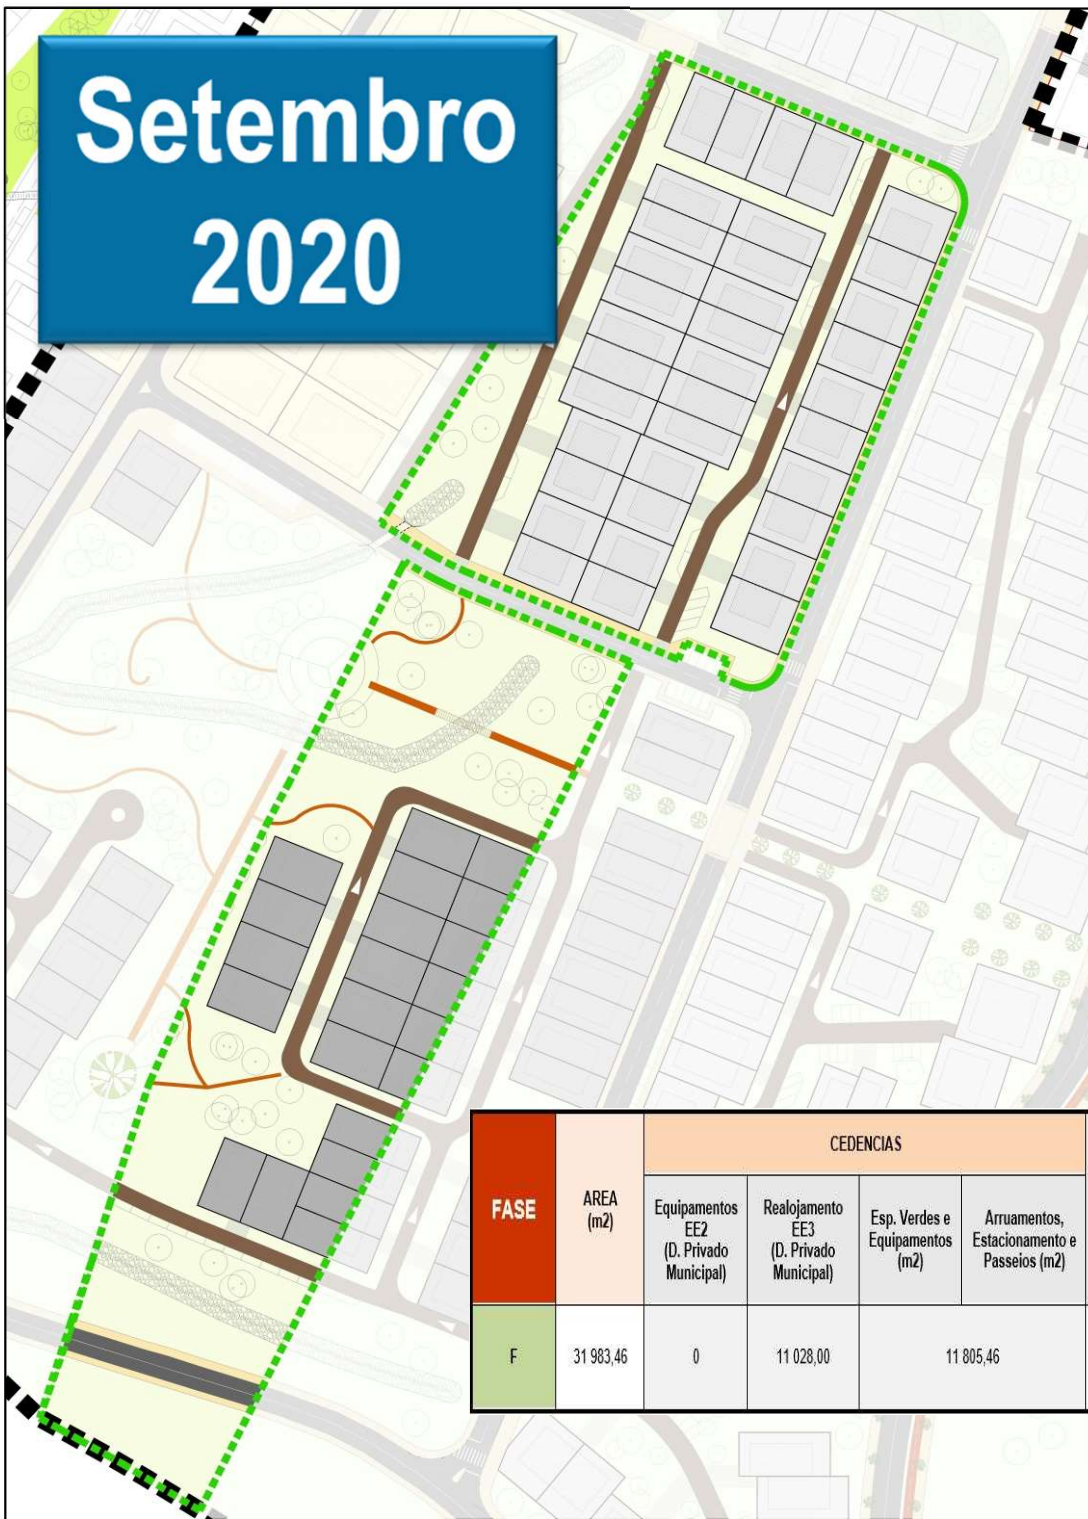 Setembro
2020
FASE
AREA
(m2)
CEDENCIAS
Equipamentos
EE2
(D. Privado
Municipal)
Realojamento
EE3
(D. Privado
Municipal)
Esp. Verdes e
Equipamentos
(m2)
Arruamentos,
Estacionamento e
Passeios (m2)
F
31 983,46
0
11 028,00
11 805,46